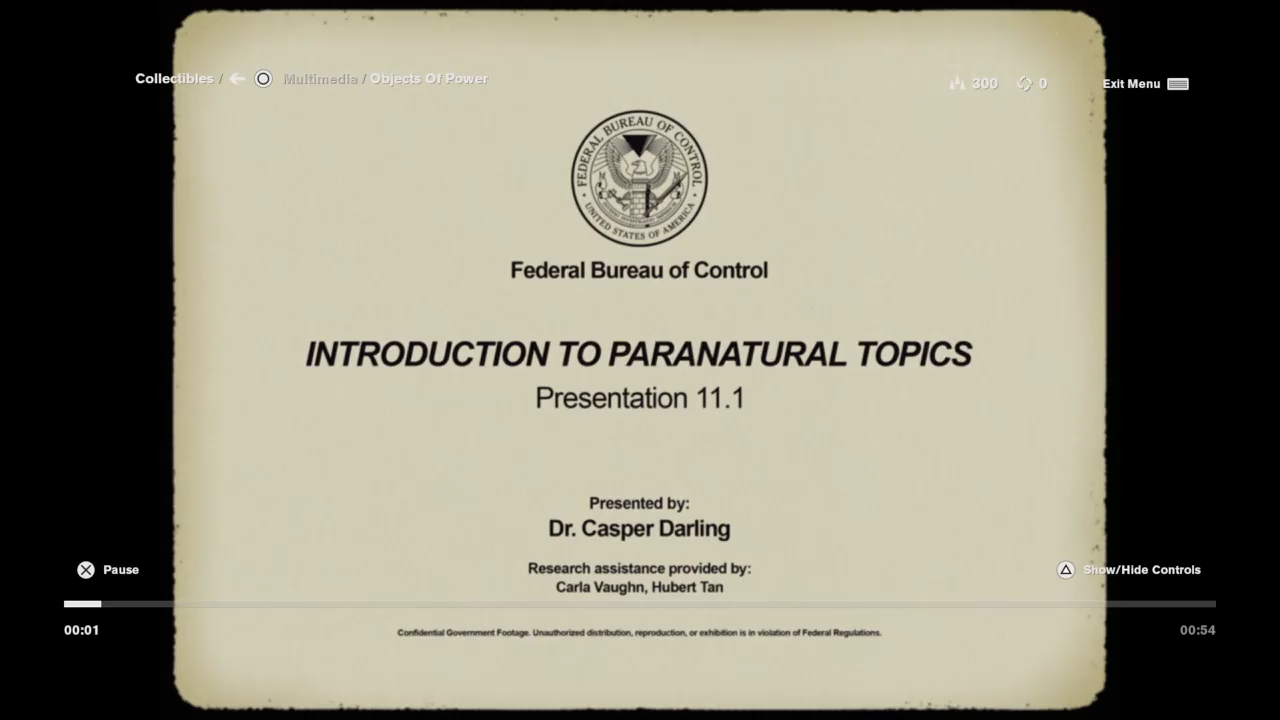 Collectibles / Multimedia / Objects Of Power
300
0
Exit Menu
FEDERAL BUREAU OF CONTROL
UNITED STATES OF AMERICA
Federal Bureau of Control
INTRODUCTION TO PARANATURAL TOPICS
Presentation 11.1
Presented by:
Dr. Casper Darling
Research assistance provided by:
Carla Vaughn, Hubert Tan
Pause
Show/Hide Controls
00:01
00:54
Confidential Government Footage. Unauthorized distribution, reproduction, or exhibition is in violation of Federal Regulations.